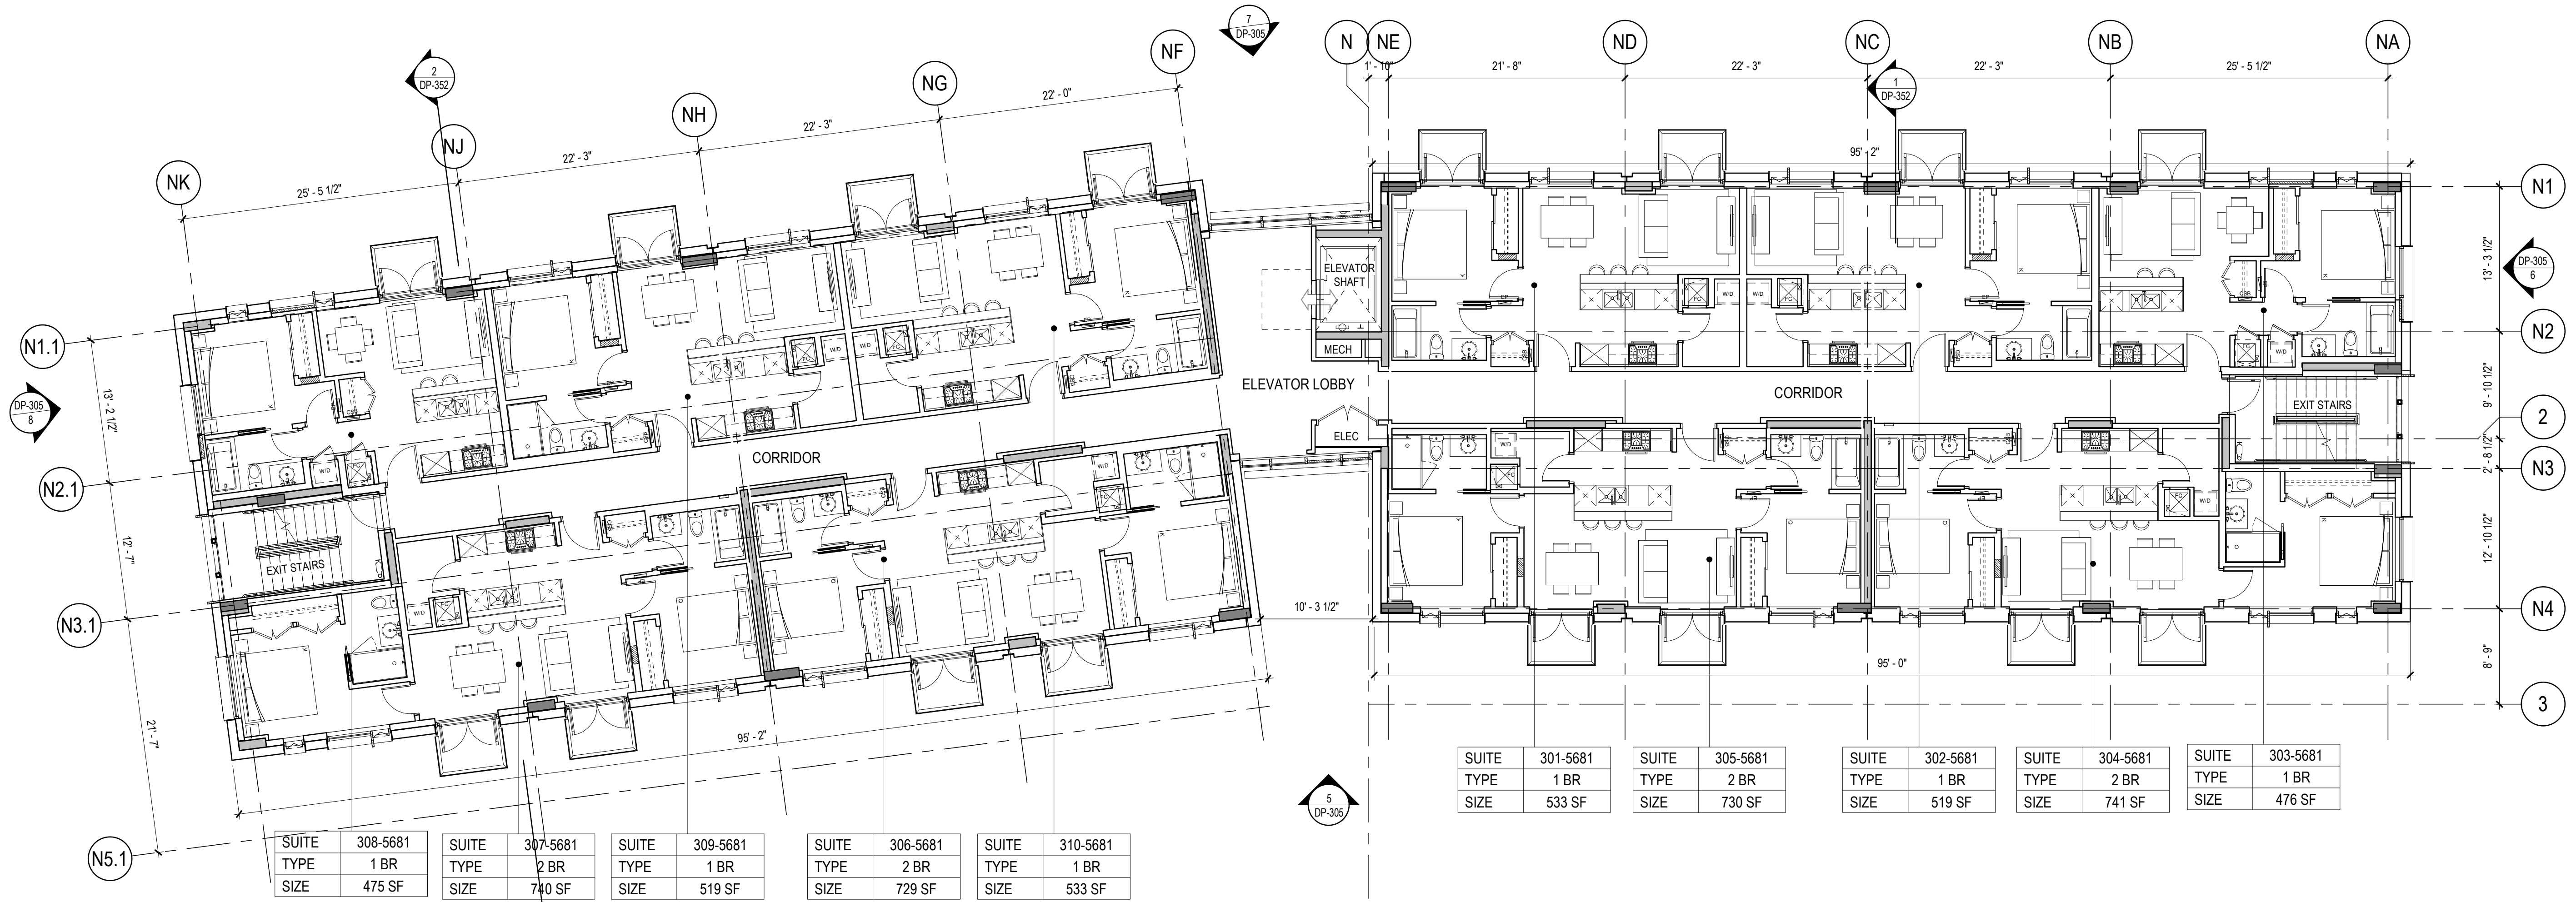 7
DP-305
N
NE
ND
NC
NB
NA
1' - 10"
21' - 8"
22' - 3"
22' - 3"
25' - 5 1/2"
2
DP-352
1
DP-352
NF
NG
NH
NJ
NK
22' - 0"
22' - 3"
22' - 3"
25' - 5 1/2"
95' - 2"
N1
N2
2
N3
N4
3
13' - 3 1/2"
9' - 10 1/2"
2' - 8 1/2"
12' - 10 1/2"
8' - 9"
DP-305
6
N1.1
N2.1
N3.1
N5.1
13' - 2 1/2"
12' - 7"
21' - 7"
DP-305
8
ELEVATOR
SHAFT
MECH
ELEVATOR LOBBY
ELEC
CORRIDOR
EXIT STAIRS
CORRIDOR
EXIT STAIRS
W/D
W/D
W/D
W/D
W/D
W/D
W/D
W/D
W/D
W/D
FC
FC
FC
FC
FC
FC
FC
FC
FC
FC
10' - 3 1/2"
95' - 0"
95' - 2"
5
DP-305
SUITE 301-5681
TYPE 1 BR
SIZE 533 SF
SUITE 305-5681
TYPE 2 BR
SIZE 730 SF
SUITE 302-5681
TYPE 1 BR
SIZE 519 SF
SUITE 304-5681
TYPE 2 BR
SIZE 741 SF
SUITE 303-5681
TYPE 1 BR
SIZE 476 SF
SUITE 308-5681
TYPE 1 BR
SIZE 475 SF
SUITE 307-5681
TYPE 2 BR
SIZE 740 SF
SUITE 309-5681
TYPE 1 BR
SIZE 519 SF
SUITE 306-5681
TYPE 2 BR
SIZE 729 SF
SUITE 310-5681
TYPE 1 BR
SIZE 533 SF